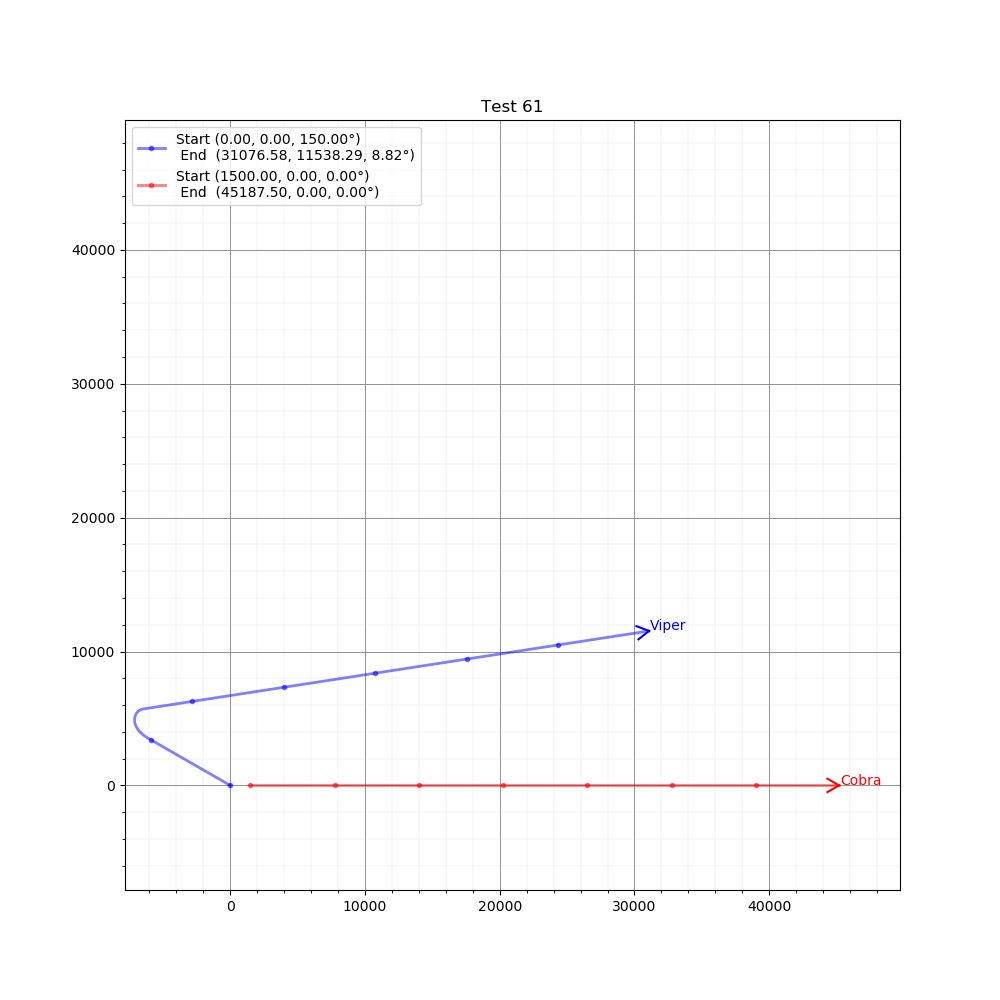 Test 61
Start (0.00, 0.00, 150.00°)
End  (31076.58, 11538.29, 8.82°)
Start (1500.00, 0.00, 0.00°)
End  (45187.50, 0.00, 0.00°)
40000
30000
20000
10000
0
Viper
Cobra
0
10000
20000
30000
40000